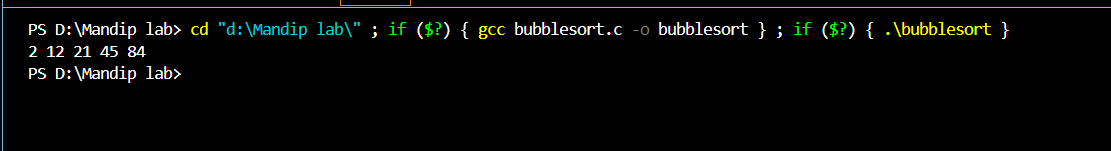 PS D:\Mandip lab> cd "d:\Mandip lab\" ; if ($?) { gcc bubblesort.c -o bubblesort } ; if ($?) { .\bubblesort }
2 12 21 45 84
PS D:\Mandip lab>